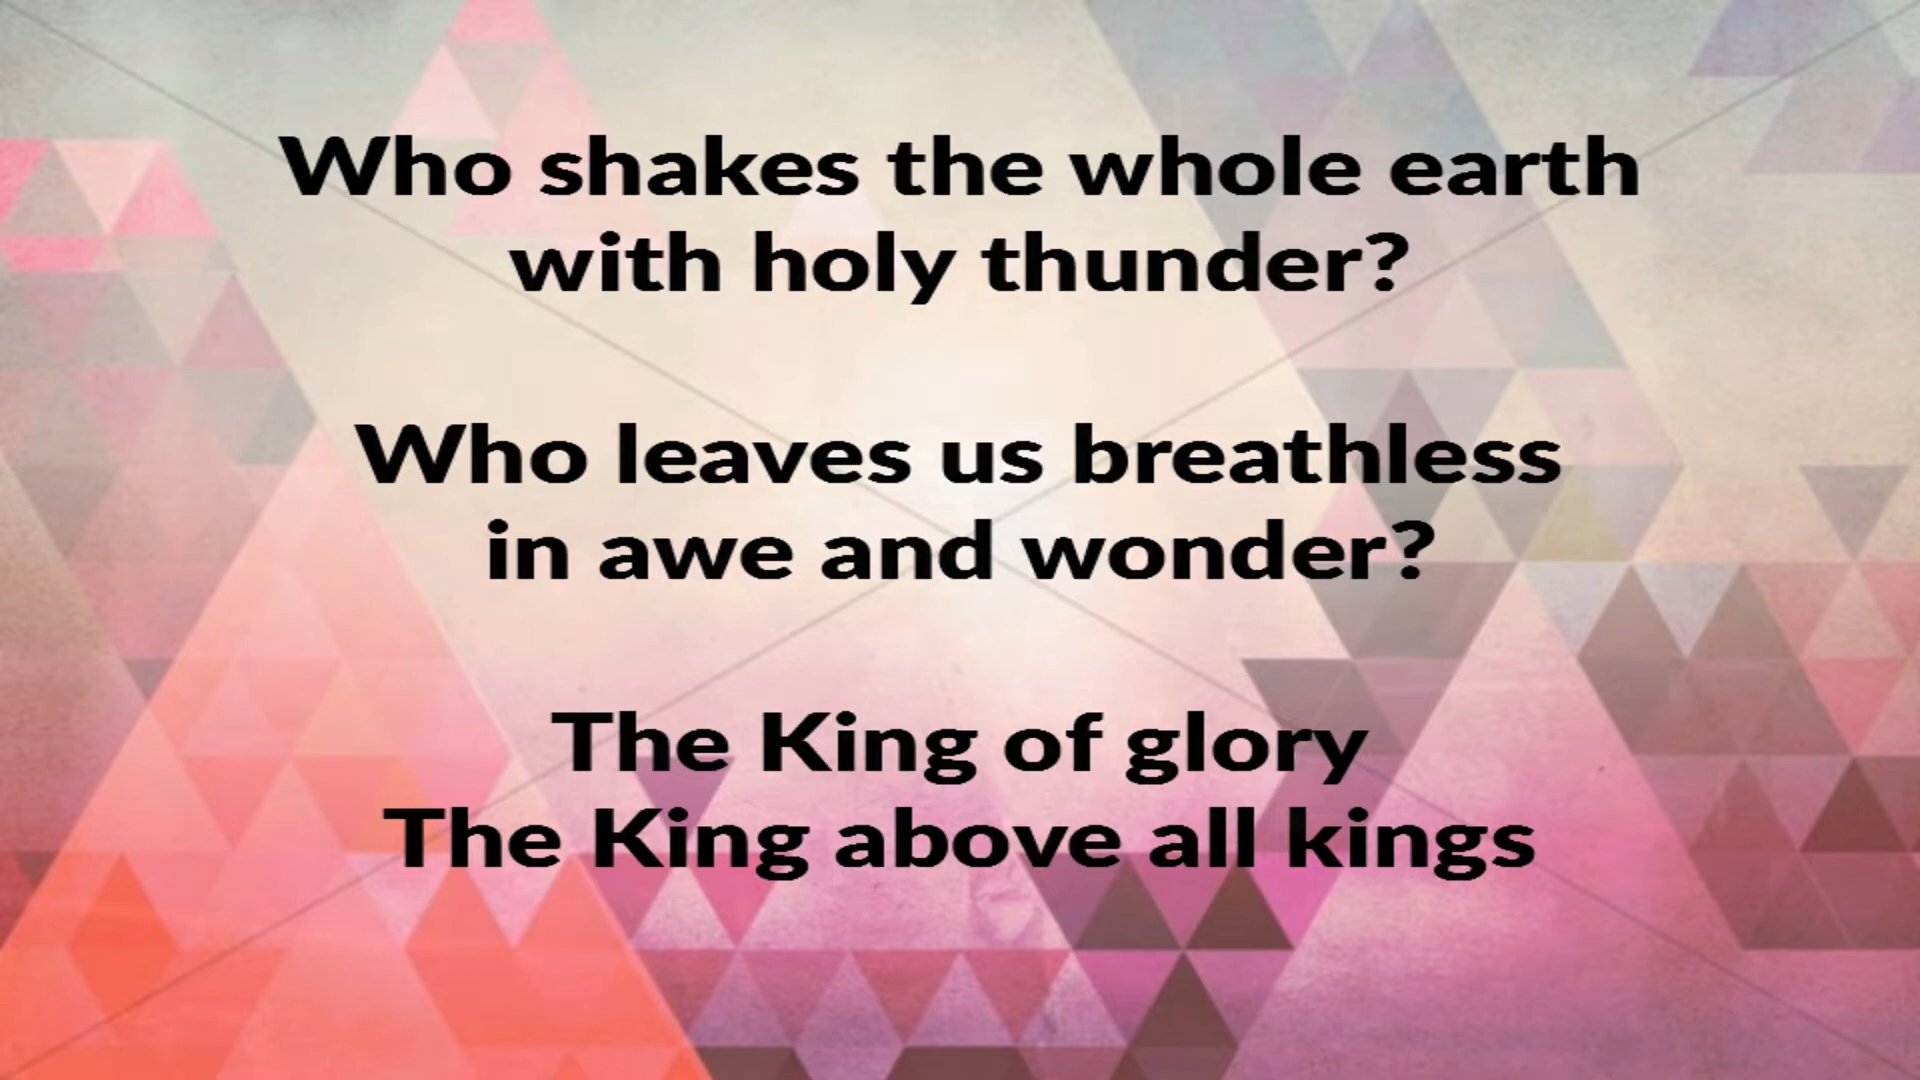 Who shakes the whole earth
with holy thunder?
Who leaves us breathless
in awe and wonder?
The King of glory
The King above all kings